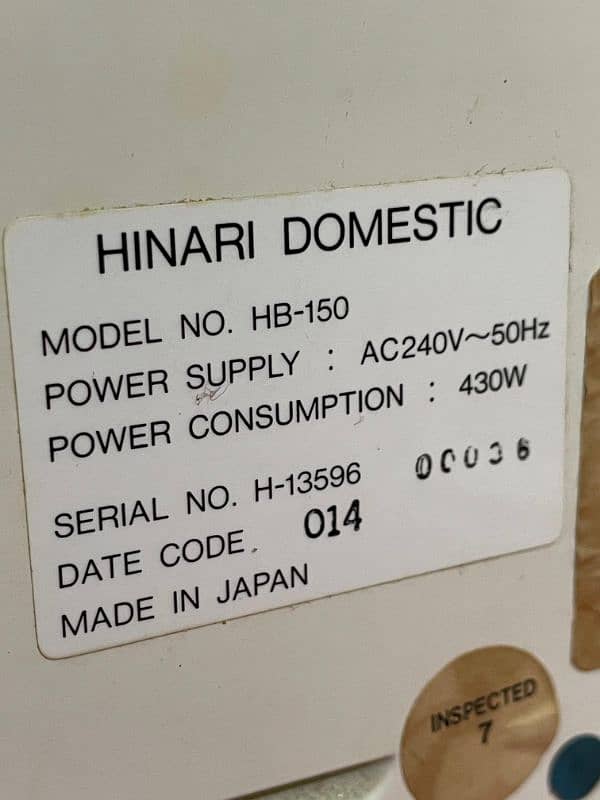 HINARI DOMESTIC
MODEL NO. HB-150
POWER SUPPLY : AC240V~50Hz
POWER CONSUMPTION : 430W
SERIAL NO. H-13596 00036
DATE CODE. 014
MADE IN JAPAN
INSPECTED
7